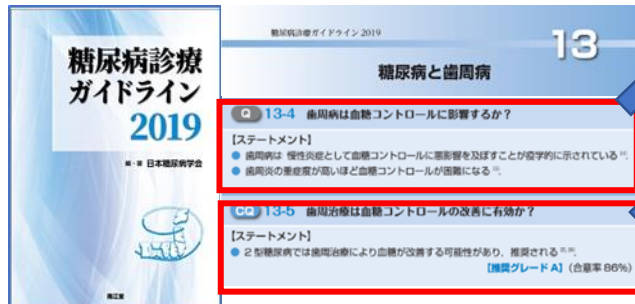 糖尿病診療
ガイドライン
2019
編・著 日本糖尿病学会
南江堂
糖尿病診療ガイドライン 2019
13
糖尿病と歯周病
Q 13-4 歯周病は血糖コントロールに影響するか？
【ステートメント】
● 歯周病は 慢性炎症として血糖コントロールに悪影響を及ぼすことが疫学的に示されている
● 歯周炎の重症度が高いほど血糖コントロールが困難になる
CQ 13-5 歯周治療は血糖コントロールの改善に有効か？
【ステートメント】
● 2 型糖尿病では歯周治療により血糖が改善する可能性があり、推奨される
【推奨グレード A】（合意率 86%）